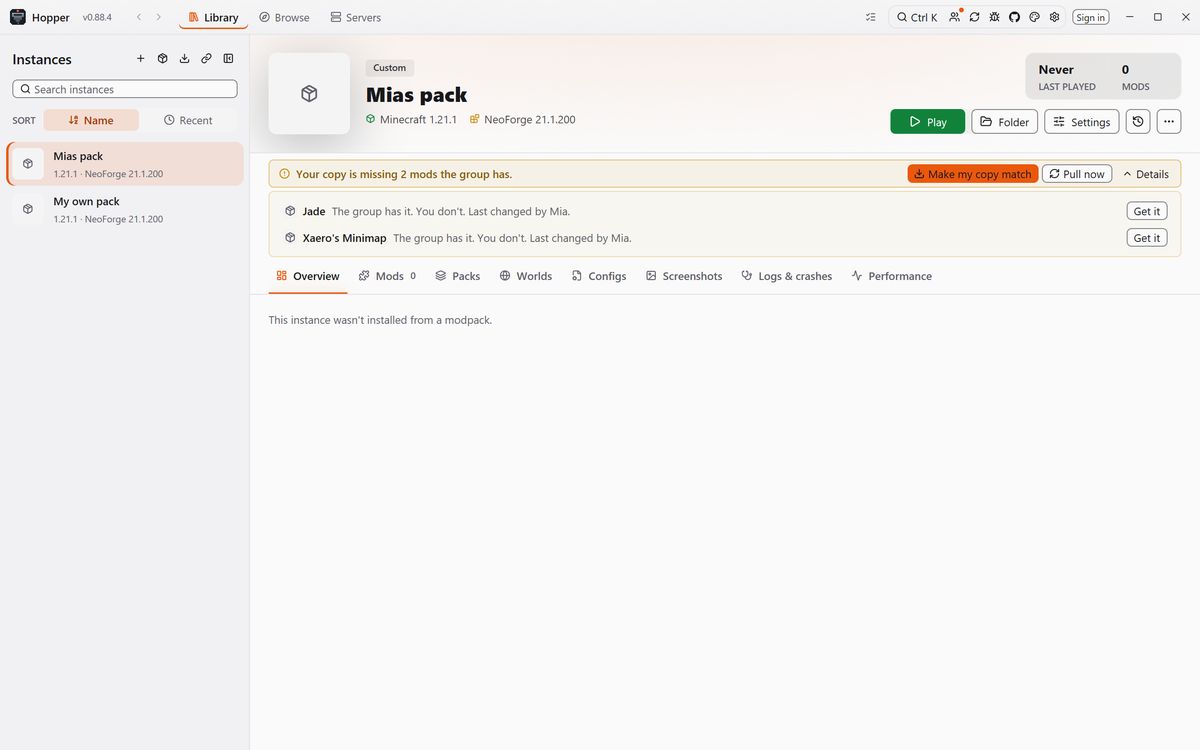 Hopper v0.88.4 Library Browse Servers Ctrl K Sign in
Instances
Search instances
SORT Name Recent
Mias pack
1.21.1 · NeoForge 21.1.200
My own pack
1.21.1 · NeoForge 21.1.200
Custom
Mias pack
Minecraft 1.21.1 NeoForge 21.1.200
Never 0
LAST PLAYED MODS
Play Folder Settings
Your copy is missing 2 mods the group has. Make my copy match Pull now Details
Jade The group has it. You don't. Last changed by Mia. Get it
Xaero's Minimap The group has it. You don't. Last changed by Mia. Get it
Overview Mods 0 Packs Worlds Configs Screenshots Logs & crashes Performance
This instance wasn't installed from a modpack.